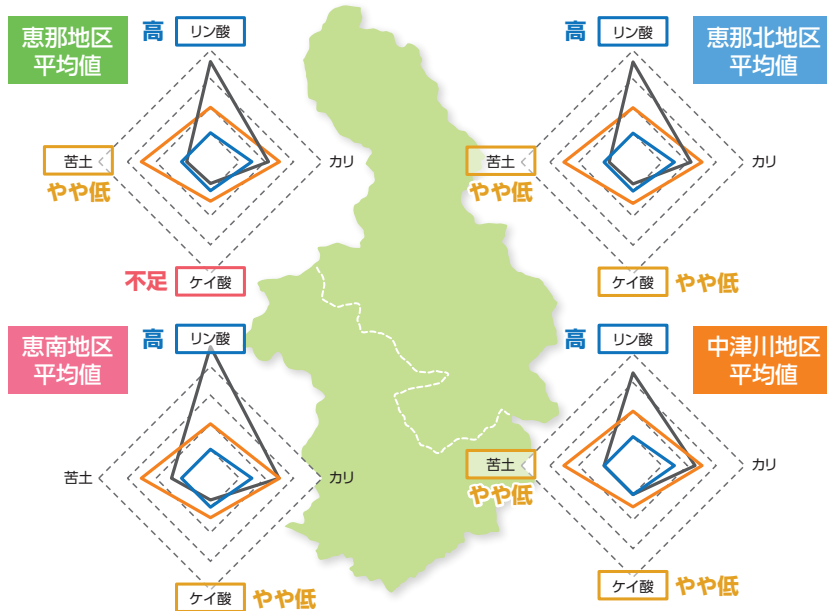 恵那地区
平均値
高
リン酸
苦土
やや低
カリ
不足
ケイ酸
恵那北地区
平均値
高
リン酸
苦土
やや低
カリ
ケイ酸
やや低
恵南地区
平均値
高
リン酸
苦土
カリ
ケイ酸
やや低
中津川地区
平均値
高
リン酸
苦土
やや低
カリ
ケイ酸
やや低